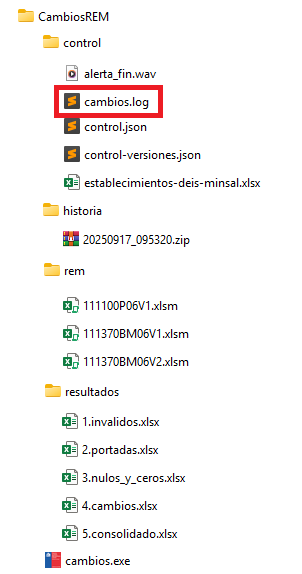 CambiosREM
control
alerta_fin.wav
cambios.log
control.json
control-versiones.json
establecimientos-deis-minsal.xlsx
historia
20250917_095320.zip
rem
111100P06V1.xlsm
111370BM06V1.xlsm
111370BM06V2.xlsm
resultados
1.invalidos.xlsx
2.portadas.xlsx
3.nulos_y_ceros.xlsx
4.cambios.xlsx
5.consolidado.xlsx
cambios.exe